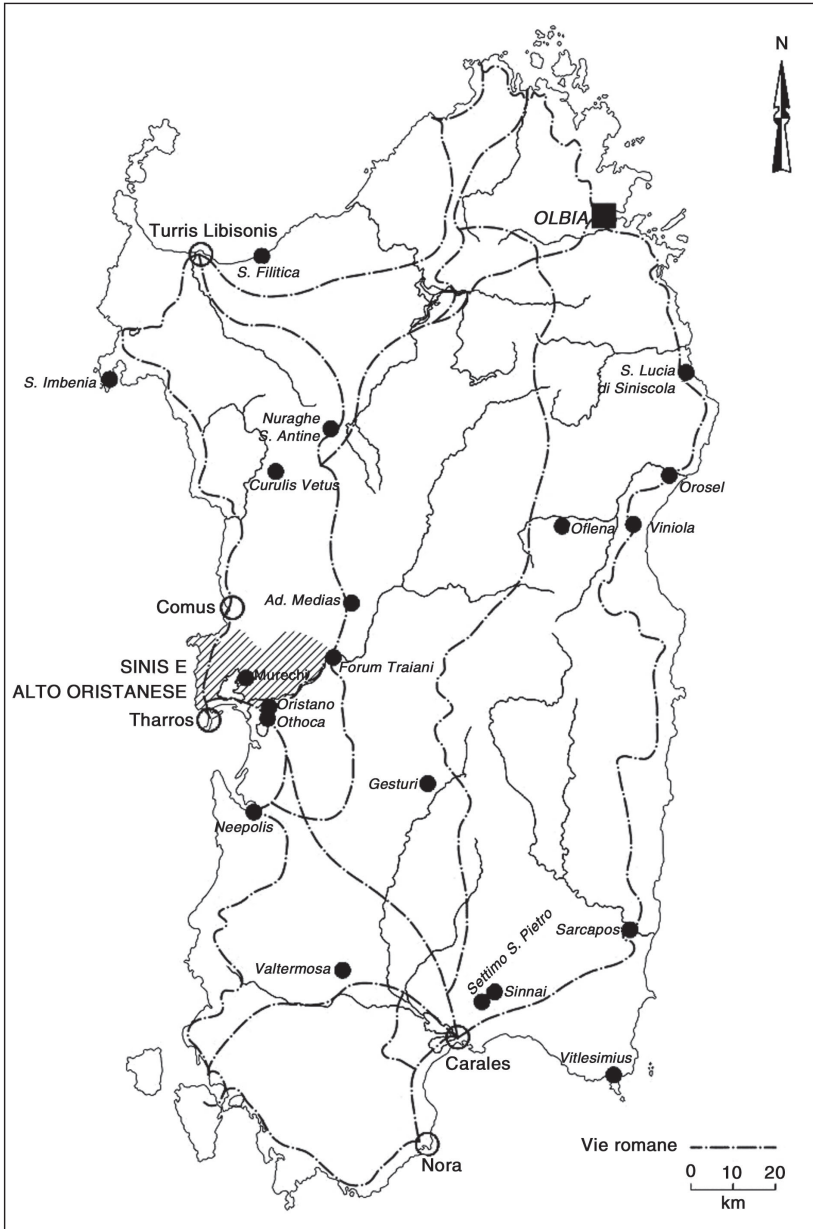 N
OLBIA
Turris Libisonis
S. Filitica
S. Imbenia
S. Lucia
di Siniscola
Nuraghe
S. Antine
Curulis Vetus
Orosel
Oflena
Viniola
Ad. Medias
Comus
SINIS E
ALTO ORISTANESE
Murechi
Forum Traiani
Tharros
Oristano
Othoca
Gesturi
Neepolis
Sarcapos
Settimo S. Pietro
Valtermosa
Sinnai
Carales
Vitlesimius
Nora
Vie romane
0 10 20
km